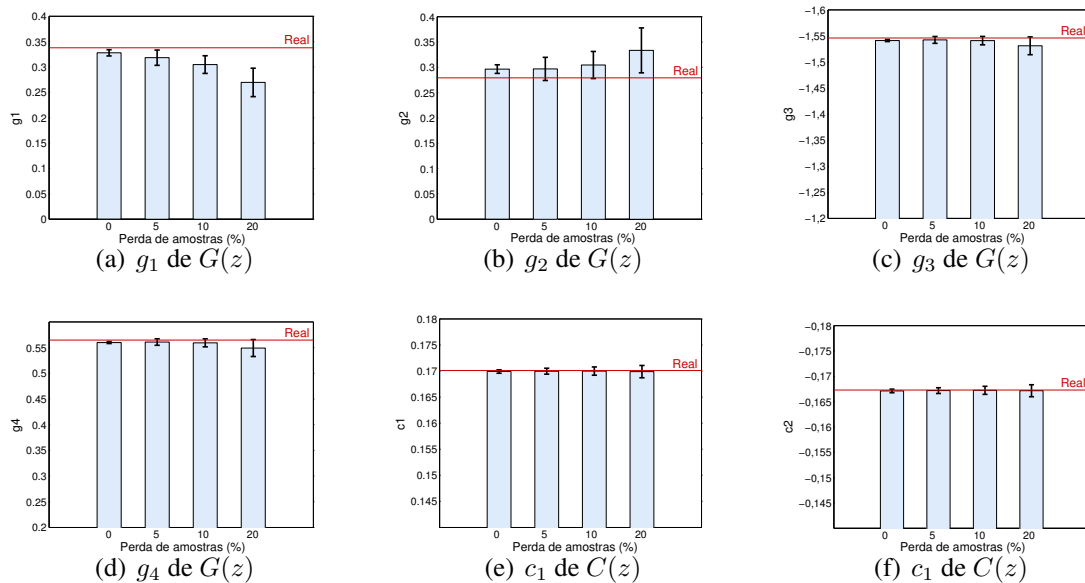 0.4
0.35
0.3
0.25
0.2
0.15
0.1
0.05
0
g1
Real
0 5 10 20
Perda de amostras (%)
(a) g1 de G(z)
0.4
0.35
0.3
0.25
0.2
0.15
0.1
0.05
0
g2
Real
0 5 10 20
Perda de amostras (%)
(b) g2 de G(z)
−1,6
−1,55
−1,5
−1,45
−1,4
−1,35
−1,3
−1,25
−1,2
g3
Real
0 5 10 20
Perda de amostras (%)
(c) g3 de G(z)
0.55
0.5
0.45
0.4
0.35
0.3
0.25
0.2
g4
Real
0 5 10 20
Perda de amostras (%)
(d) g4 de G(z)
0.18
0.175
0.17
0.165
0.16
0.155
0.15
0.145
c1
Real
0 5 10 20
Perda de amostras (%)
(e) c1 de C(z)
−0,18
−0,175
−0,17
−0,165
−0,16
−0,155
−0,15
−0,145
c2
Real
0 5 10 20
Perda de amostras (%)
(f) c1 de C(z)